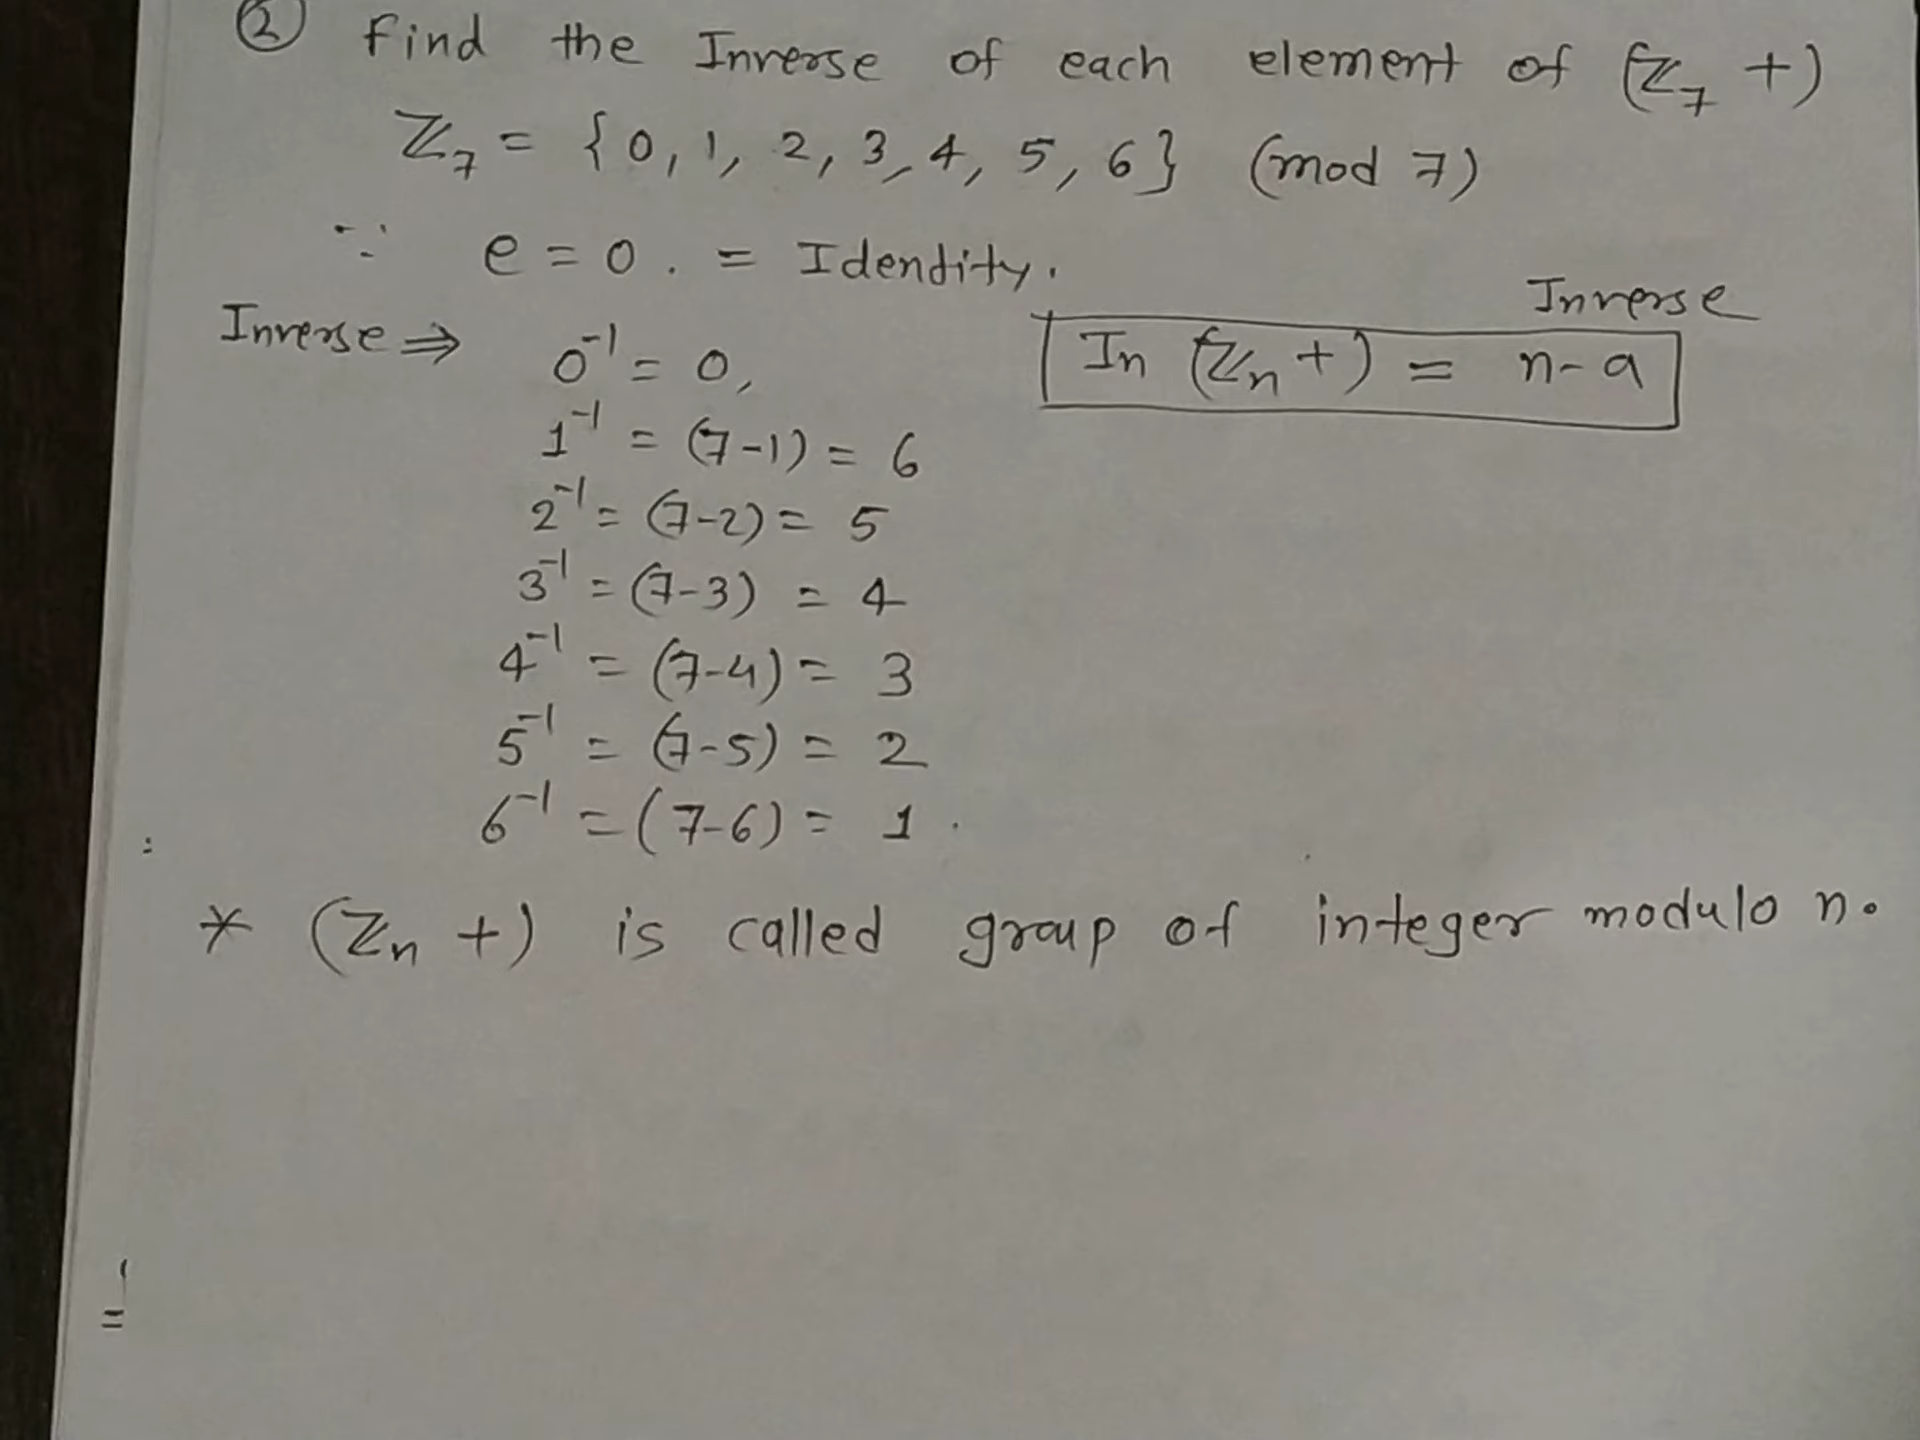 ② Find the Inverse of each element of (Z₇ +)
Z₇ = {0, 1, 2, 3, 4, 5, 6} (mod 7)
∵ e = 0. = Idendity.
Inverse
Inverse ⇒ 0⁻¹ = 0,
In (Zₙ +) = n-a
1⁻¹ = (7-1) = 6
2⁻¹ = (7-2) = 5
3⁻¹ = (7-3) = 4
4⁻¹ = (7-4) = 3
5⁻¹ = (7-5) = 2
6⁻¹ = (7-6) = 1.
* (Zₙ +) is called group of integer modulo n.